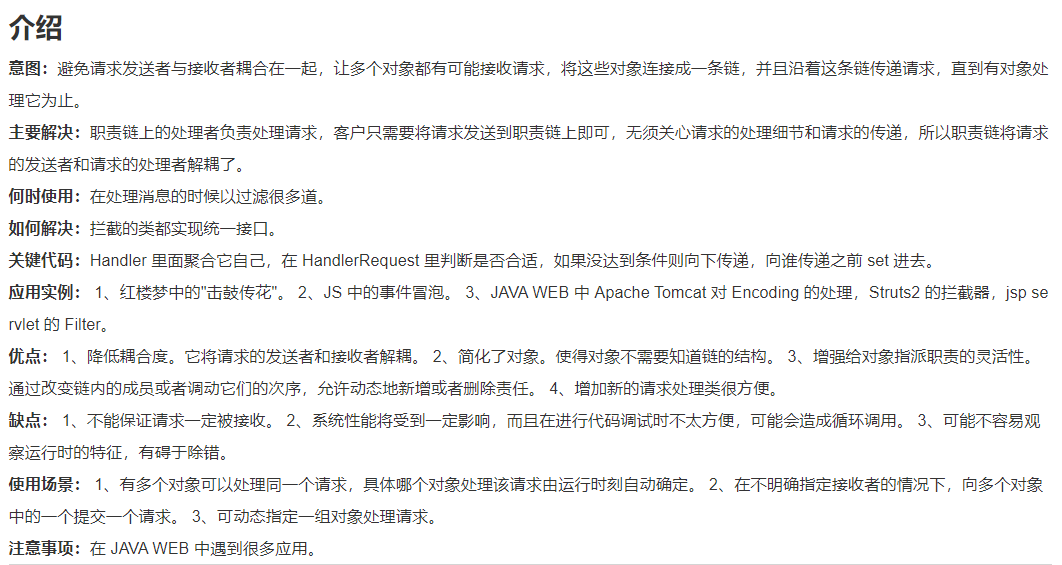 介绍
意图：避免请求发送者与接收者耦合在一起，让多个对象都有可能接收请求，将这些对象连接成一条链，并且沿着这条链传递请求，直到有对象处
理它为止。
主要解决：职责链上的处理者负责处理请求，客户只需要将请求发送到职责链上即可，无须关心请求的处理细节和请求的传递，所以职责链将请求
的发送者和请求的处理者解耦了。
何时使用：在处理消息的时候以过滤很多道。
如何解决：拦截的类都实现统一接口。
关键代码：Handler 里面聚合它自己，在 HandlerRequest 里判断是否合适，如果没达到条件则向下传递，向谁传递之前 set 进去。
应用实例： 1、红楼梦中的"击鼓传花"。 2、JS 中的事件冒泡。 3、JAVA WEB 中 Apache Tomcat 对 Encoding 的处理，Struts2 的拦截器，jsp se
rvlet 的 Filter。
优点： 1、降低耦合度。它将请求的发送者和接收者解耦。 2、简化了对象。使得对象不需要知道链的结构。 3、增强给对象指派职责的灵活性。
通过改变链内的成员或者调动它们的次序，允许动态地新增或者删除责任。 4、增加新的请求处理类很方便。
缺点： 1、不能保证请求一定被接收。 2、系统性能将受到一定影响，而且在进行代码调试时不太方便，可能会造成循环调用。 3、可能不容易观
察运行时的特征，有碍于除错。
使用场景： 1、有多个对象可以处理同一个请求，具体哪个对象处理该请求由运行时刻自动确定。 2、在不明确指定接收者的情况下，向多个对象
中的一个提交一个请求。 3、可动态指定一组对象处理请求。
注意事项：在 JAVA WEB 中遇到很多应用。